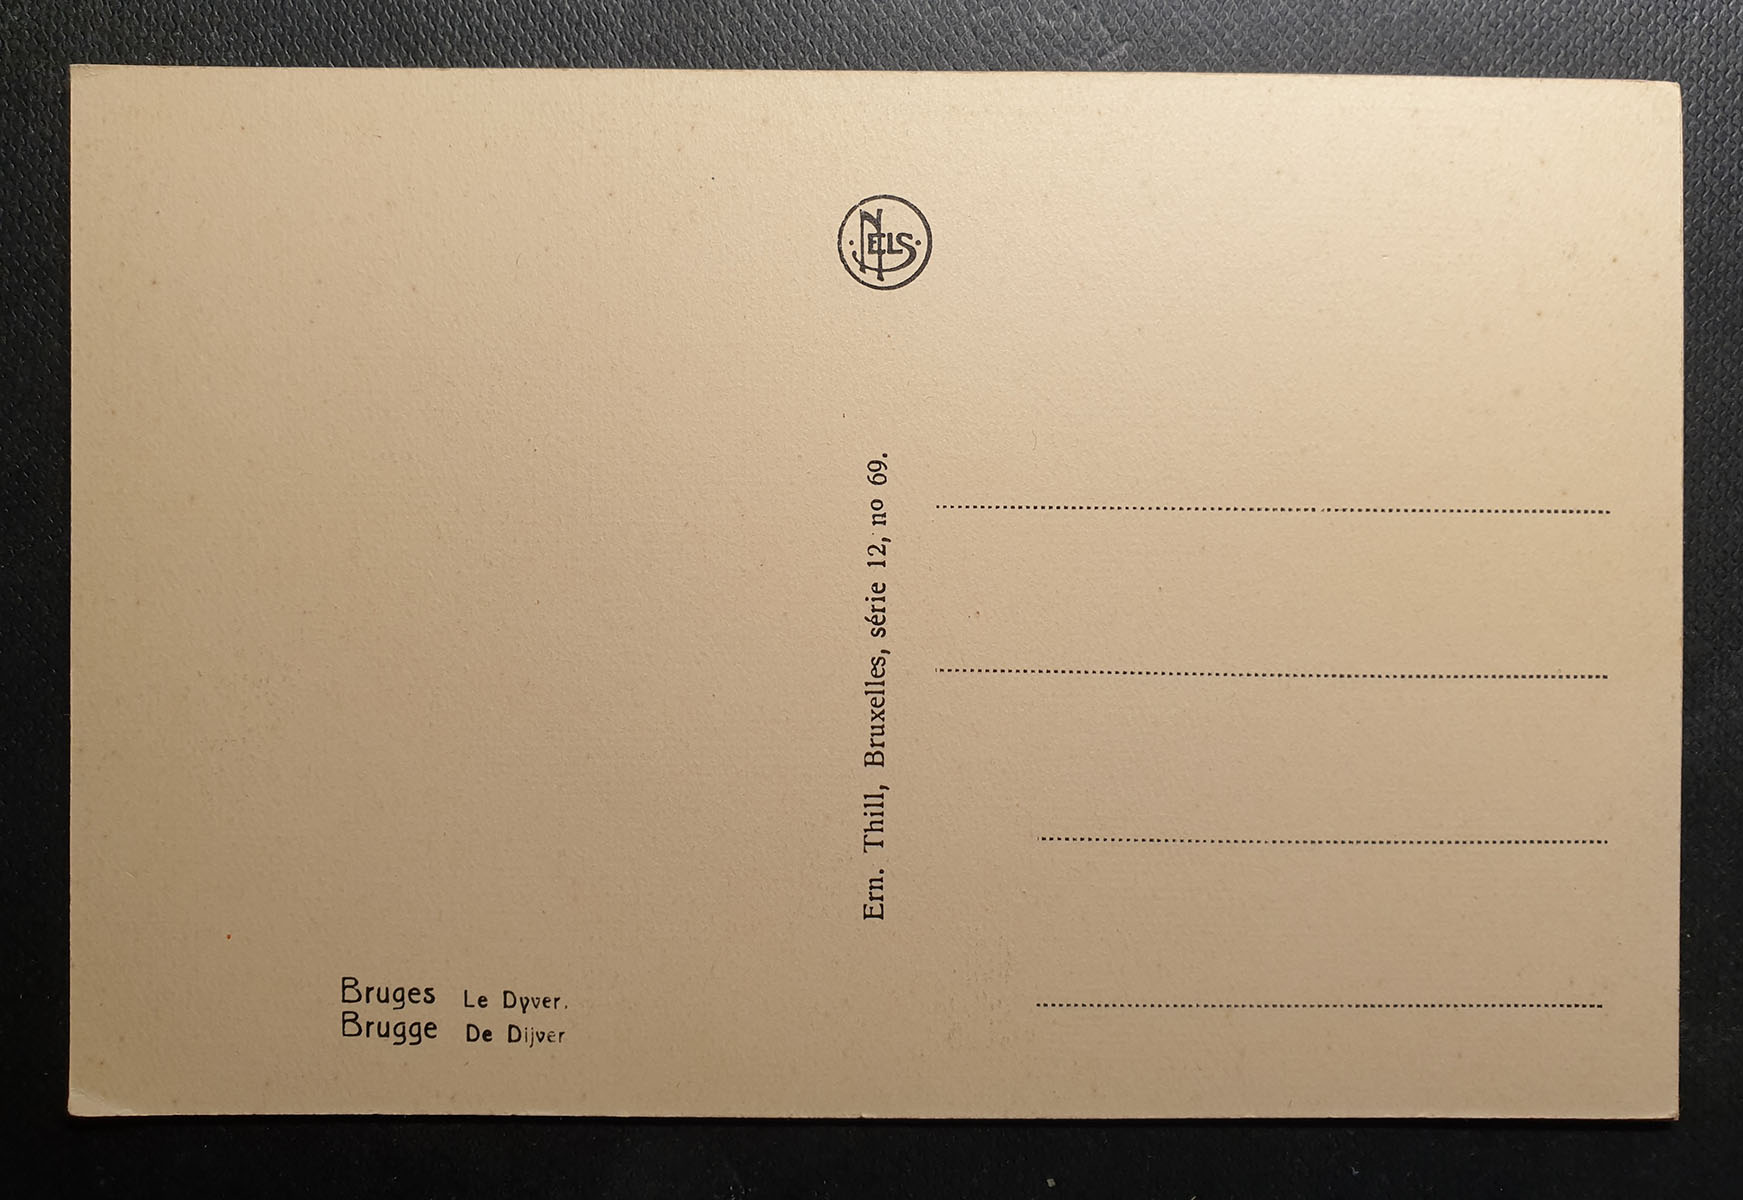 NELS
Ern. Thill, Bruxelles, série 12, no 69.
Bruges Le Dyver.
Brugge De Dijver